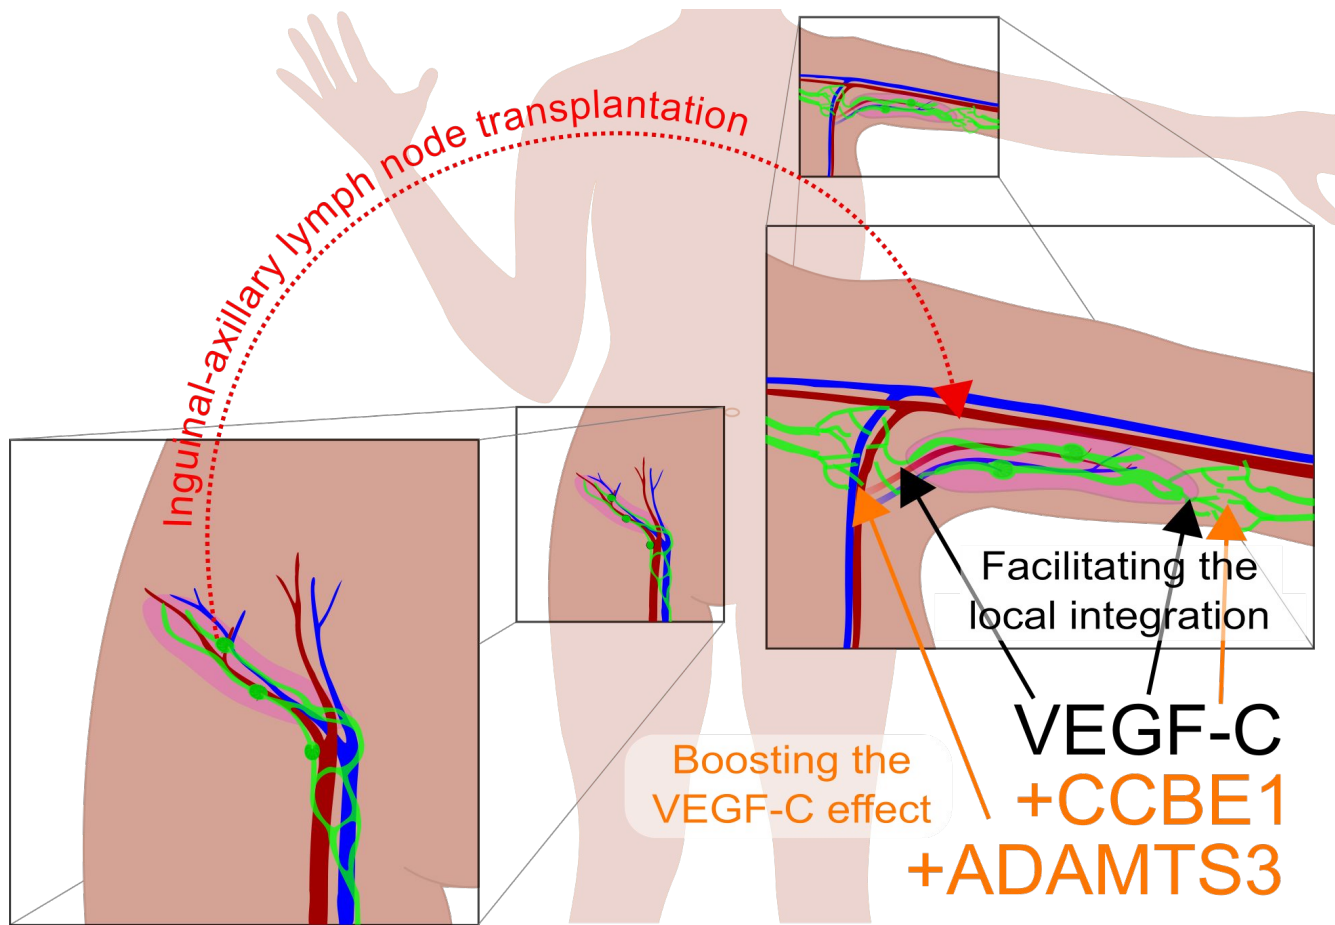 Inguinal-axillary lymph node transplantation
Facilitating the
local integration
VEGF-C
+CCBE1
+ADAMTS3
Boosting the
VEGF-C effect